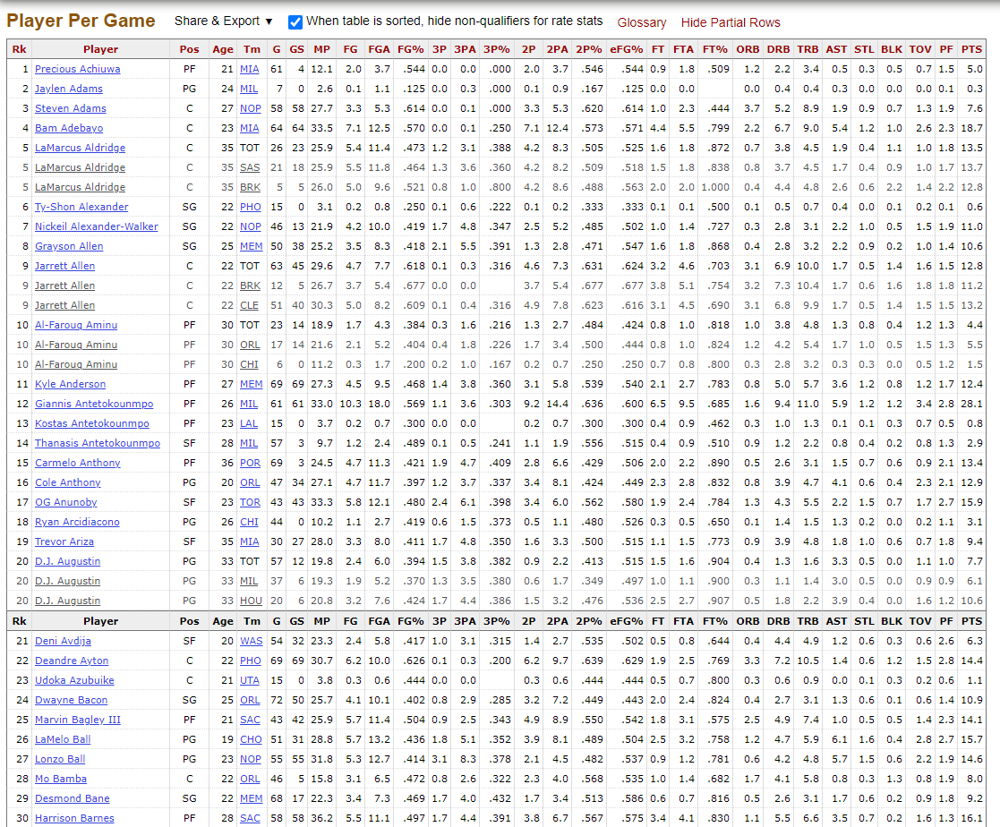 Player Per Game Share & Export ▼ When table is sorted, hide non-qualifiers for rate stats Glossary Hide Partial Rows
Rk Player Pos Age Tm G GS MP FG FGA FG% 3P 3PA 3P% 2P 2PA 2P% eFG% FT FTA FT% ORB DRB TRB AST STL BLK TOV PF PTS
1 Precious Achiuwa PF 21 MIA 61 4 12.1 2.0 3.7 .544 0.0 0.0 .000 2.0 3.7 .546 .544 0.9 1.8 .509 1.2 2.2 3.4 0.5 0.3 0.5 0.7 1.5 5.0
2 Jaylen Adams PG 24 MIL 7 0 2.6 0.1 1.1 .125 0.0 0.3 .000 0.1 0.9 .167 .125 0.0 0.0 0.0 0.4 0.4 0.3 0.0 0.0 0.0 0.1 0.3
3 Steven Adams C 27 NOP 58 58 27.7 3.3 5.3 .614 0.0 0.1 .000 3.3 5.3 .620 .614 1.0 2.3 .444 3.7 5.2 8.9 1.9 0.9 0.7 1.3 1.9 7.6
4 Bam Adebayo C 23 MIA 64 64 33.5 7.1 12.5 .570 0.0 0.1 .250 7.1 12.4 .573 .571 4.4 5.5 .799 2.2 6.7 9.0 5.4 1.2 1.0 2.6 2.3 18.7
5 LaMarcus Aldridge C 35 TOT 26 23 25.9 5.4 11.4 .473 1.2 3.1 .388 4.2 8.3 .505 .525 1.6 1.8 .872 0.7 3.8 4.5 1.9 0.4 1.1 1.0 1.8 13.5
5 LaMarcus Aldridge C 35 SAS 21 18 25.9 5.5 11.8 .464 1.3 3.6 .360 4.2 8.2 .509 .518 1.5 1.8 .838 0.8 3.7 4.5 1.7 0.4 0.9 1.0 1.7 13.7
5 LaMarcus Aldridge C 35 BRK 5 5 26.0 5.0 9.6 .521 0.8 1.0 .800 4.2 8.6 .488 .563 2.0 2.0 1.000 0.4 4.4 4.8 2.6 0.6 2.2 1.4 2.2 12.8
6 Ty-Shon Alexander SG 22 PHO 15 0 3.1 0.2 0.8 .250 0.1 0.6 .222 0.1 0.2 .333 .333 0.1 0.1 .500 0.1 0.5 0.7 0.4 0.0 0.1 0.2 0.1 0.6
7 Nickeil Alexander-Walker SG 22 NOP 46 13 21.9 4.2 10.0 .419 1.7 4.8 .347 2.5 5.2 .485 .502 1.0 1.4 .727 0.3 2.8 3.1 2.2 1.0 0.5 1.5 1.9 11.0
8 Grayson Allen SG 25 MEM 50 38 25.2 3.5 8.3 .418 2.1 5.5 .391 1.3 2.8 .471 .547 1.6 1.8 .868 0.4 2.8 3.2 2.2 0.9 0.2 1.0 1.4 10.6
9 Jarrett Allen C 22 TOT 63 45 29.6 4.7 7.7 .618 0.1 0.3 .316 4.6 7.3 .631 .624 3.2 4.6 .703 3.1 6.9 10.0 1.7 0.5 1.4 1.6 1.5 12.8
9 Jarrett Allen C 22 BRK 12 5 26.7 3.7 5.4 .677 0.0 0.0 3.7 5.4 .677 .677 3.8 5.1 .754 3.2 7.3 10.4 1.7 0.6 1.6 1.8 1.8 11.2
9 Jarrett Allen C 22 CLE 51 40 30.3 5.0 8.2 .609 0.1 0.4 .316 4.9 7.8 .623 .616 3.1 4.5 .690 3.1 6.8 9.9 1.7 0.5 1.4 1.5 1.5 13.2
10 Al-Farouq Aminu PF 30 TOT 23 14 18.9 1.7 4.3 .384 0.3 1.6 .216 1.3 2.7 .484 .424 0.8 1.0 .818 1.0 3.8 4.8 1.3 0.8 0.4 1.2 1.3 4.4
10 Al-Farouq Aminu PF 30 ORL 17 14 21.6 2.1 5.2 .404 0.4 1.8 .226 1.7 3.4 .500 .444 0.8 1.0 .824 1.2 4.2 5.4 1.7 1.0 0.5 1.5 1.3 5.5
10 Al-Farouq Aminu PF 30 CHI 6 0 11.2 0.3 1.7 .200 0.2 1.0 .167 0.2 0.7 .250 .250 0.7 0.8 .800 0.3 2.8 3.2 0.3 0.3 0.0 0.5 1.2 1.5
11 Kyle Anderson PF 27 MEM 69 69 27.3 4.5 9.5 .468 1.4 3.8 .360 3.1 5.8 .539 .540 2.1 2.7 .783 0.8 5.0 5.7 3.6 1.2 0.8 1.2 1.7 12.4
12 Giannis Antetokounmpo PF 26 MIL 61 61 33.0 10.3 18.0 .569 1.1 3.6 .303 9.2 14.4 .636 .600 6.5 9.5 .685 1.6 9.4 11.0 5.9 1.2 1.2 3.4 2.8 28.1
13 Kostas Antetokounmpo PF 23 LAL 15 0 3.7 0.2 0.7 .300 0.0 0.0 0.2 0.7 .300 .300 0.4 0.9 .462 0.3 1.0 1.3 0.1 0.1 0.3 0.7 0.5 0.8
14 Thanasis Antetokounmpo SF 28 MIL 57 3 9.7 1.2 2.4 .489 0.1 0.5 .241 1.1 1.9 .556 .515 0.4 0.9 .510 0.9 1.2 2.2 0.8 0.4 0.2 0.8 1.3 2.9
15 Carmelo Anthony PF 36 POR 69 3 24.5 4.7 11.3 .421 1.9 4.7 .409 2.8 6.6 .429 .506 2.0 2.2 .890 0.5 2.6 3.1 1.5 0.7 0.6 0.9 2.1 13.4
16 Cole Anthony PG 20 ORL 47 34 27.1 4.7 11.7 .397 1.2 3.7 .337 3.4 8.1 .424 .449 2.3 2.8 .832 0.8 3.9 4.7 4.1 0.6 0.4 2.3 2.1 12.9
17 OG Anunoby SF 23 TOR 43 43 33.3 5.8 12.1 .480 2.4 6.1 .398 3.4 6.0 .562 .580 1.9 2.4 .784 1.3 4.3 5.5 2.2 1.5 0.7 1.7 2.7 15.9
18 Ryan Arcidiacono PG 26 CHI 44 0 10.2 1.1 2.7 .419 0.6 1.5 .373 0.5 1.1 .480 .526 0.3 0.5 .650 0.1 1.4 1.5 1.3 0.2 0.0 0.2 1.1 3.1
19 Trevor Ariza SF 35 MIA 30 27 28.0 3.3 8.0 .411 1.7 4.8 .350 1.6 3.3 .500 .515 1.1 1.5 .773 0.9 3.9 4.8 1.8 1.0 0.6 0.7 1.8 9.4
20 D.J. Augustin PG 33 TOT 57 12 19.8 2.4 6.0 .394 1.5 3.8 .382 0.9 2.2 .413 .515 1.5 1.6 .904 0.4 1.3 1.6 3.3 0.5 0.0 1.1 1.0 7.7
20 D.J. Augustin PG 33 MIL 37 6 19.3 1.9 5.2 .370 1.3 3.5 .380 0.6 1.7 .349 .497 1.0 1.1 .900 0.3 1.1 1.4 3.0 0.5 0.0 0.9 0.9 6.1
20 D.J. Augustin PG 33 HOU 20 6 20.8 3.2 7.6 .424 1.7 4.4 .386 1.5 3.2 .476 .536 2.5 2.7 .907 0.5 1.8 2.2 3.9 0.4 0.0 1.6 1.2 10.6
Rk Player Pos Age Tm G GS MP FG FGA FG% 3P 3PA 3P% 2P 2PA 2P% eFG% FT FTA FT% ORB DRB TRB AST STL BLK TOV PF PTS
21 Deni Avdija SF 20 WAS 54 32 23.3 2.4 5.8 .417 1.0 3.1 .315 1.4 2.7 .535 .502 0.5 0.8 .644 0.4 4.4 4.9 1.2 0.6 0.3 0.6 2.6 6.3
22 Deandre Ayton C 22 PHO 69 69 30.7 6.2 10.0 .626 0.1 0.3 .200 6.2 9.7 .639 .629 1.9 2.5 .769 3.3 7.2 10.5 1.4 0.6 1.2 1.5 2.8 14.4
23 Udoka Azubuike C 21 UTA 15 0 3.8 0.3 0.6 .444 0.0 0.0 0.3 0.6 .444 .444 0.5 0.7 .800 0.3 0.6 0.9 0.0 0.1 0.3 0.2 0.6 1.1
24 Dwayne Bacon SG 25 ORL 72 50 25.7 4.1 10.1 .402 0.8 2.9 .285 3.2 7.2 .449 .443 2.0 2.4 .824 0.4 2.7 3.1 1.3 0.6 0.1 0.6 1.4 10.9
25 Marvin Bagley III PF 21 SAC 43 42 25.9 5.7 11.4 .504 0.9 2.5 .343 4.9 8.9 .550 .542 1.8 3.1 .575 2.5 4.9 7.4 1.0 0.5 0.5 1.4 2.3 14.1
26 LaMelo Ball PG 19 CHO 51 31 28.8 5.7 13.2 .436 1.8 5.1 .352 3.9 8.1 .489 .504 2.5 3.2 .758 1.2 4.7 5.9 6.1 1.6 0.4 2.8 2.7 15.7
27 Lonzo Ball PG 23 NOP 55 55 31.8 5.3 12.7 .414 3.1 8.3 .378 2.1 4.5 .482 .537 0.9 1.2 .781 0.6 4.2 4.8 5.7 1.5 0.6 2.2 1.9 14.6
28 Mo Bamba C 22 ORL 46 5 15.8 3.1 6.5 .472 0.8 2.6 .322 2.3 4.0 .568 .535 1.0 1.4 .682 1.7 4.1 5.8 0.8 0.3 1.3 0.8 1.9 8.0
29 Desmond Bane SG 22 MEM 68 17 22.3 3.4 7.3 .469 1.7 4.0 .432 1.7 3.4 .513 .586 0.6 0.7 .816 0.5 2.6 3.1 1.7 0.6 0.2 0.9 1.8 9.2
30 Harrison Barnes PF 28 SAC 58 58 36.2 5.5 11.1 .497 1.7 4.4 .391 3.8 6.7 .567 .575 3.4 4.1 .830 1.1 5.5 6.6 3.5 0.7 0.2 1.6 1.3 16.1